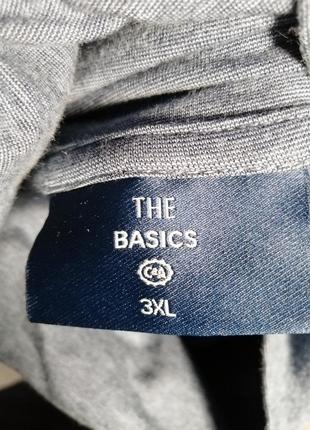 THE
BASICS
C&A
3XL